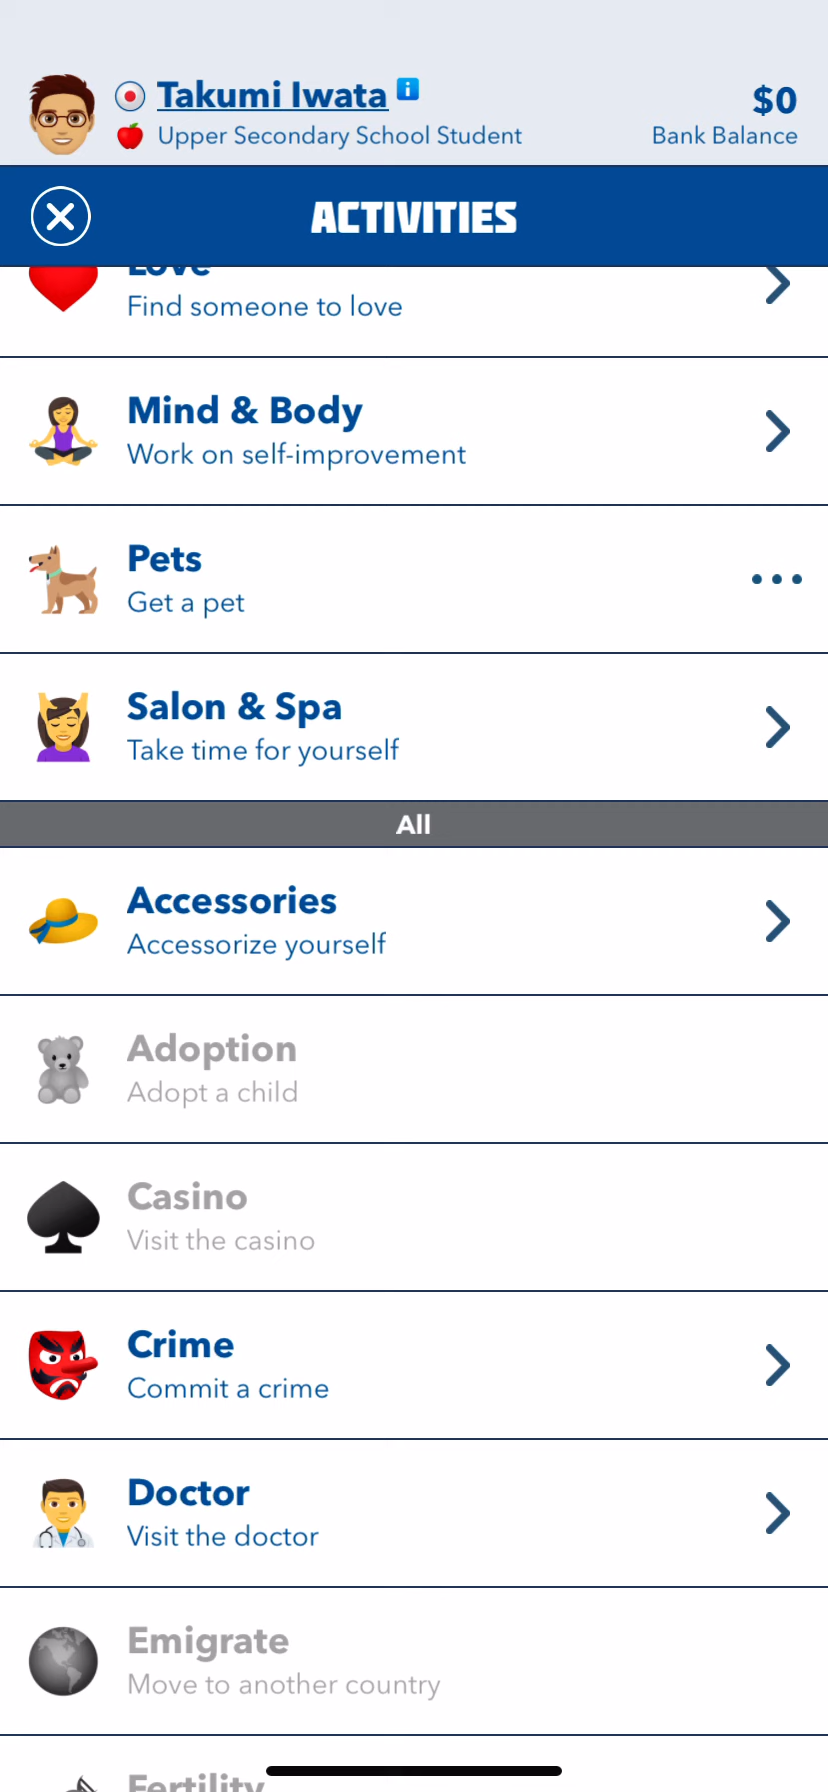 Takumi Iwata
$0
Upper Secondary School Student
Bank Balance
ACTIVITIES
Love
Find someone to love
Mind & Body
Work on self-improvement
Pets
Get a pet
Salon & Spa
Take time for yourself
All
Accessories
Accessorize yourself
Adoption
Adopt a child
Casino
Visit the casino
Crime
Commit a crime
Doctor
Visit the doctor
Emigrate
Move to another country
Fertility